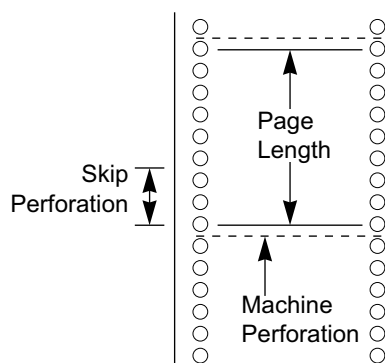 Page
Length
Skip
Perforation
Machine
Perforation